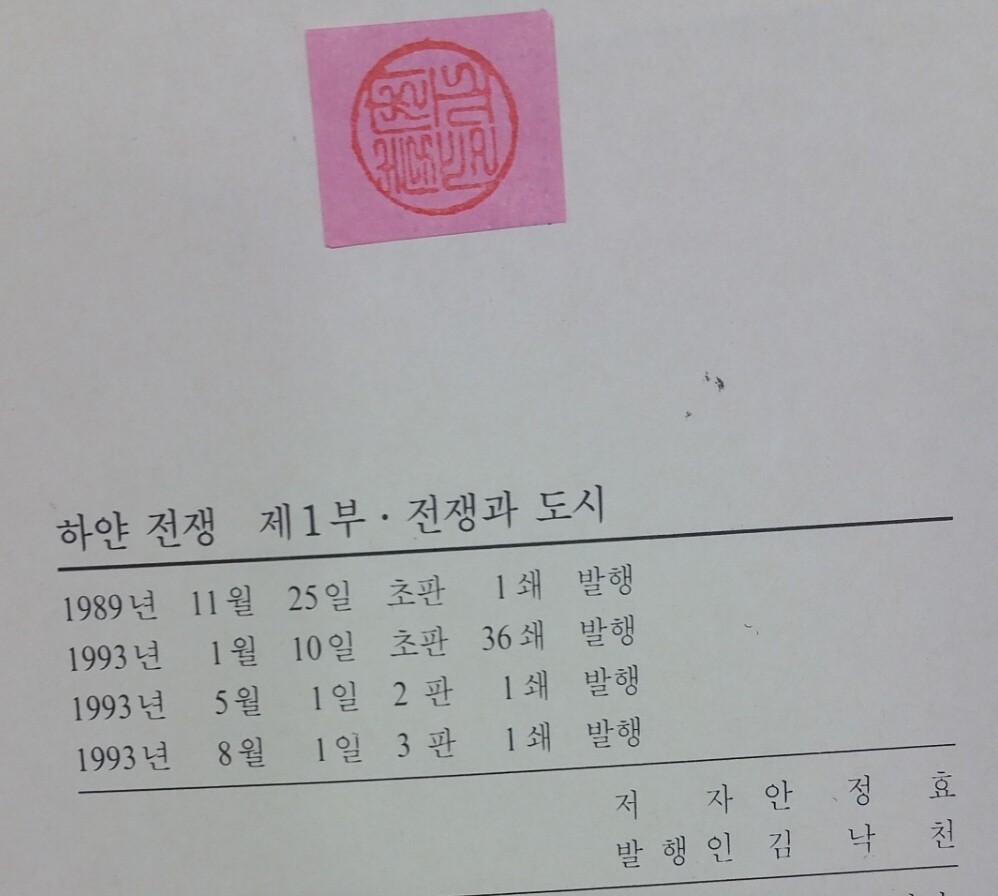 하얀 전쟁 제1부 · 전쟁과 도시
1989년 11월 25일 초판 1쇄 발행
1993년 1월 10일 초판 36쇄 발행
1993년 5월 1일 2 판 1쇄 발행
1993년 8월 1일 3 판 1쇄 발행
저 자 안 정 효
발 행 인 김 낙 천